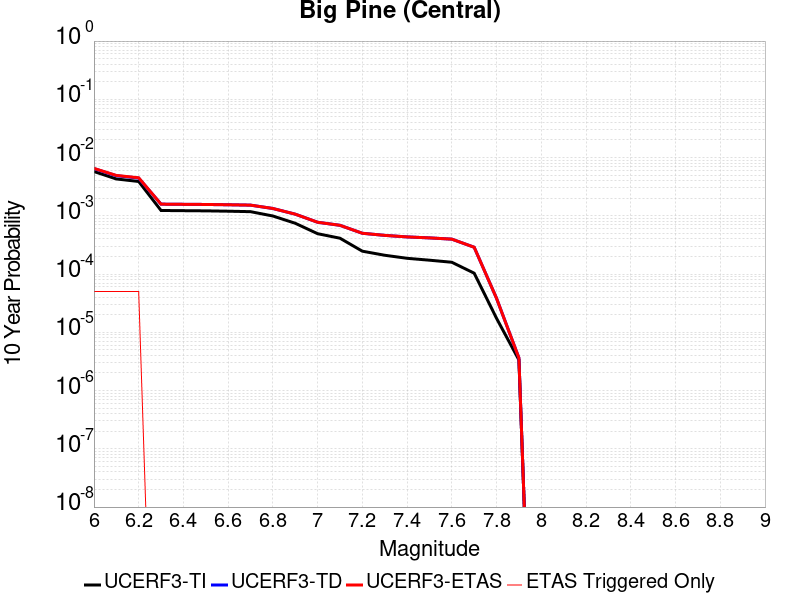 Big Pine (Central)
10 0
10 -1
10 -2
10 -3
10 -4
10 -5
10 -6
10 -7
10 -8
10 Year Probability
6 6.2 6.4 6.6 6.8 7 7.2 7.4 7.6 7.8 8 8.2 8.4 8.6 8.8 9
Magnitude
UCERF3-TI UCERF3-TD UCERF3-ETAS ETAS Triggered Only